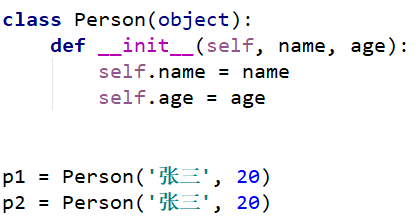 class Person(object):
    def __init__(self, name, age):
        self.name = name
        self.age = age
p1 = Person('张三', 20)
p2 = Person('张三', 20)